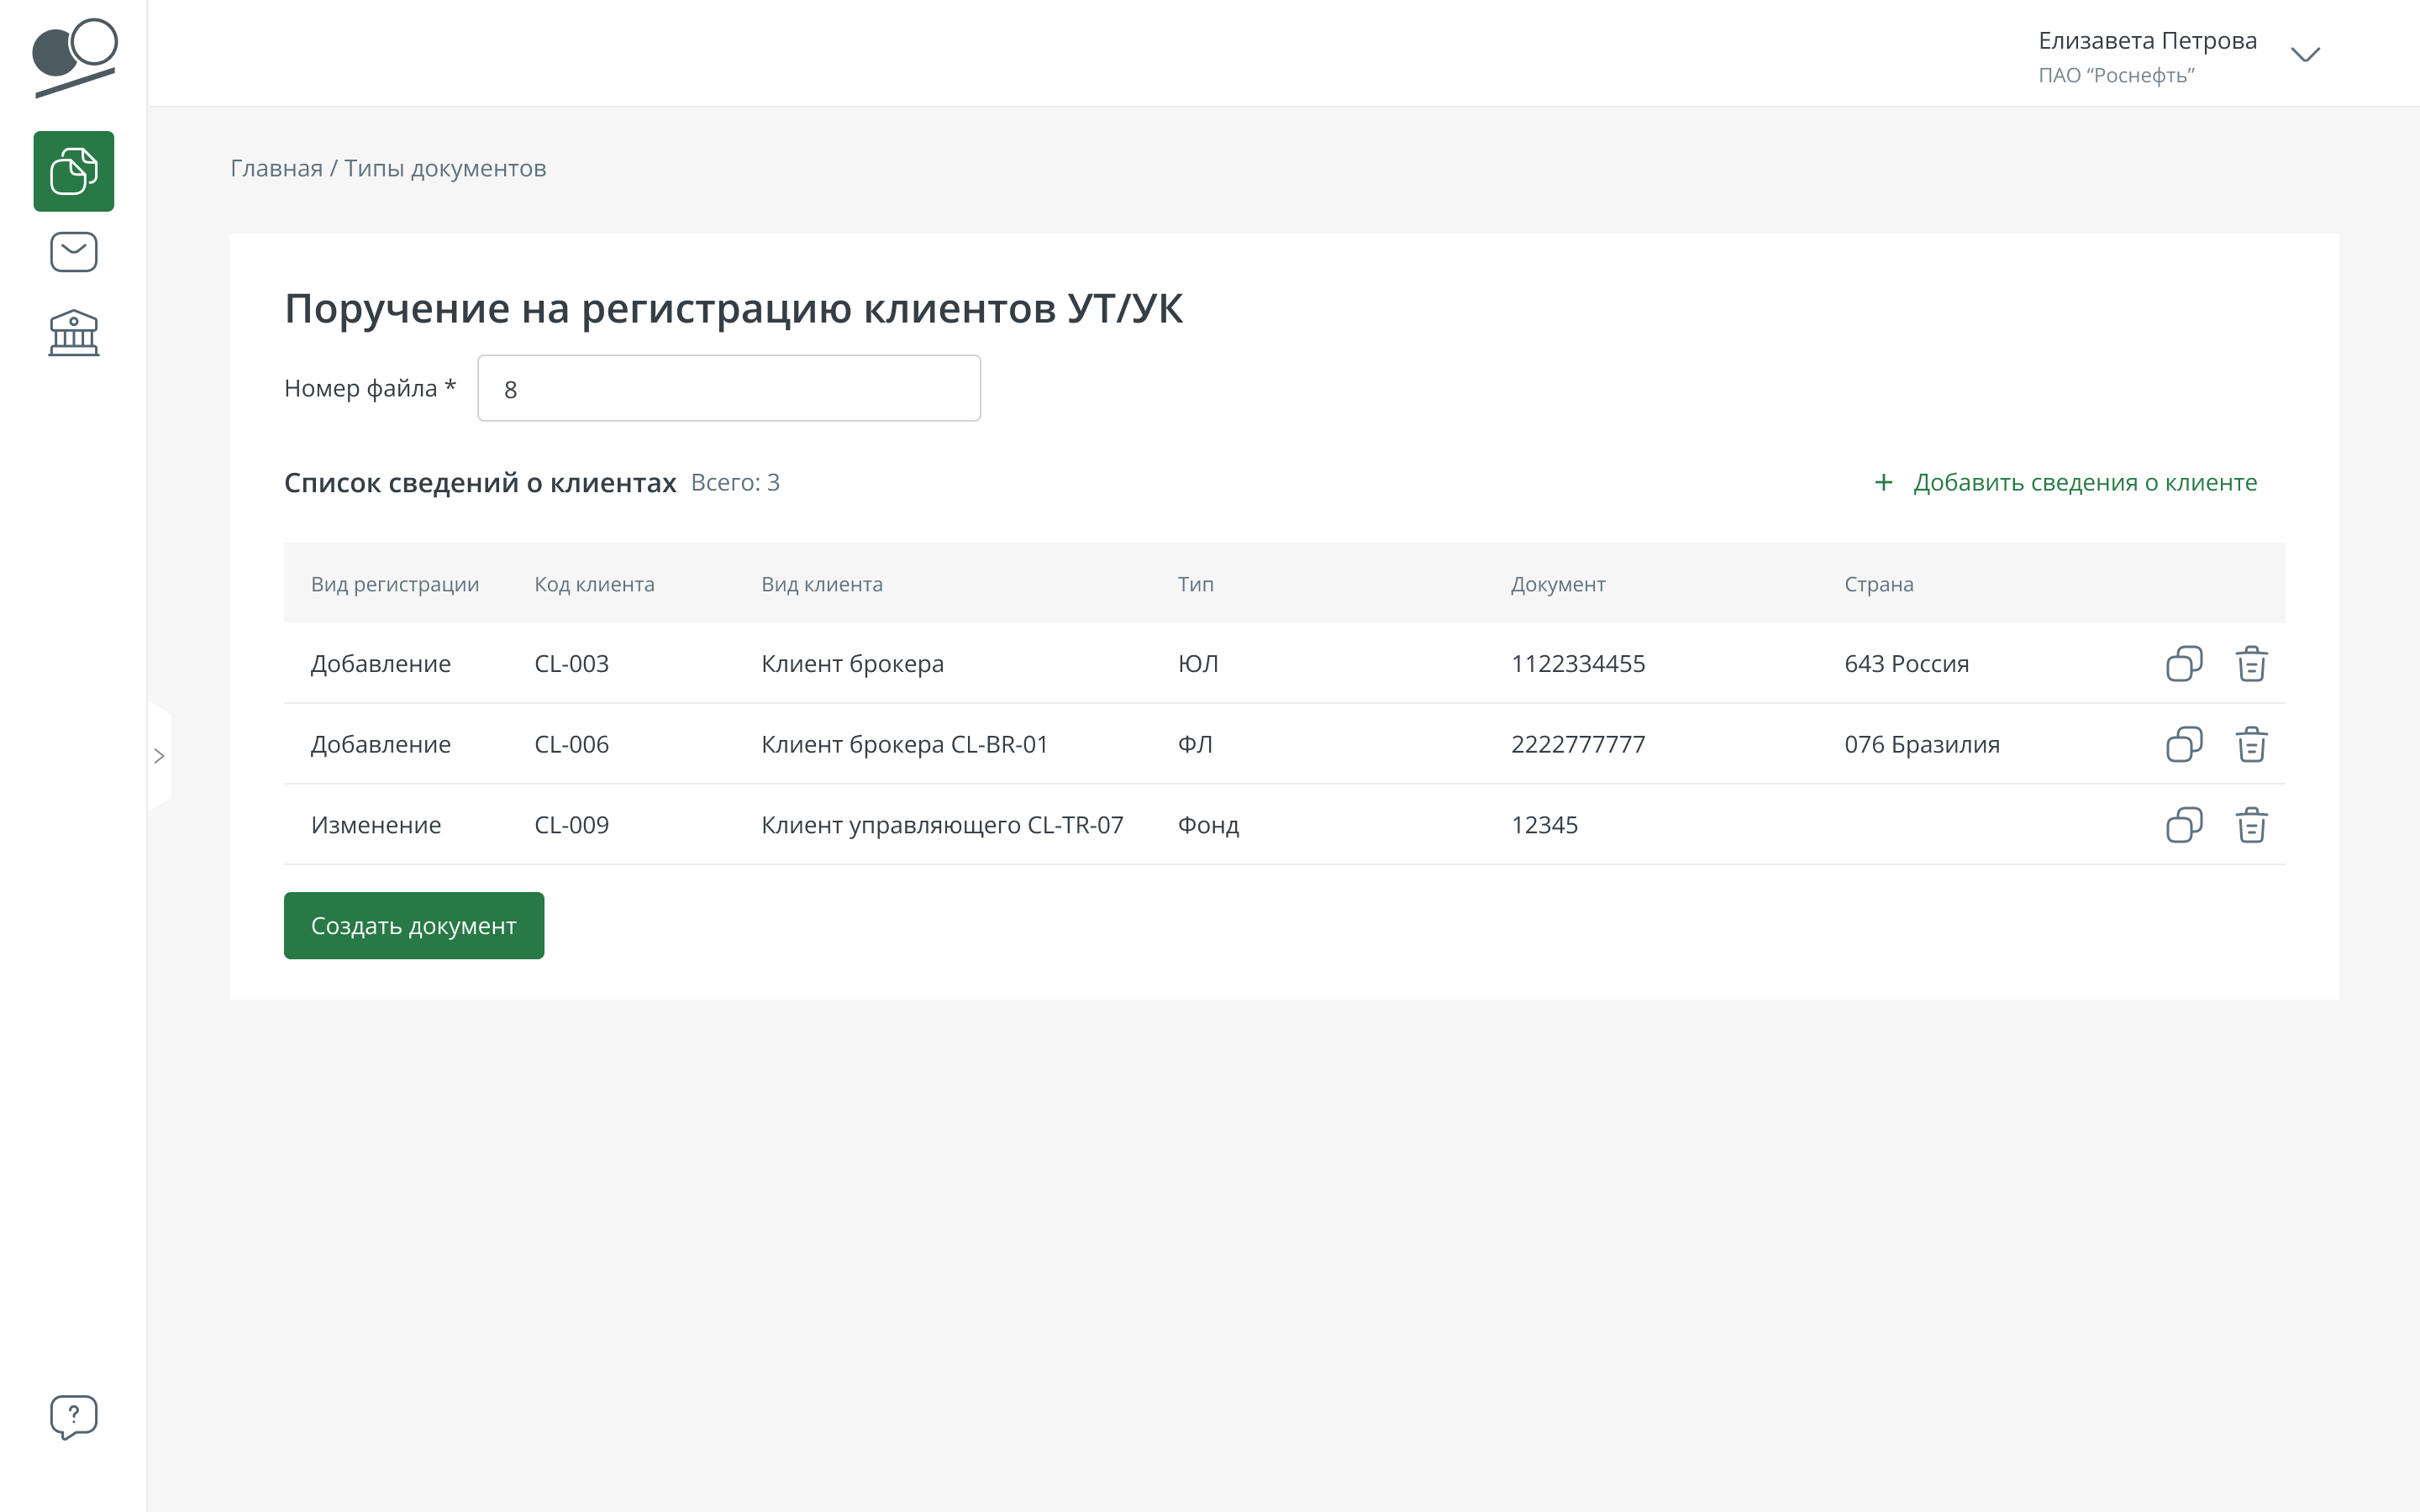 Елизавета Петрова
ПАО “Роснефть”
Главная / Типы документов
Поручение на регистрацию клиентов УТ/УК
Номер файла * 8
Список сведений о клиентах Всего: 3 + Добавить сведения о клиенте
Вид регистрации Код клиента Вид клиента Тип Документ Страна
Добавление CL-003 Клиент брокера ЮЛ 1122334455 643 Россия
Добавление CL-006 Клиент брокера CL-BR-01 ФЛ 2222777777 076 Бразилия
Изменение CL-009 Клиент управляющего CL-TR-07 Фонд 12345
Создать документ
?